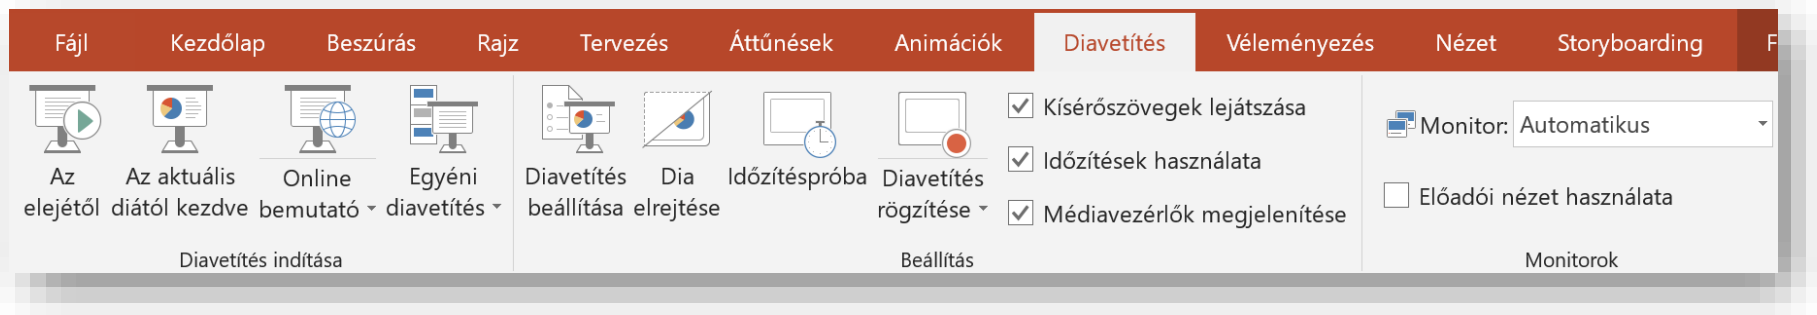 Fájl Kezdőlap Beszúrás Rajz Tervezés Áttűnések Animációk Diavetítés Véleményezés Nézet Storyboarding F
Az elejétől
Az aktuális diától kezdve
Online bemutató
Egyéni diavetítés
Diavetítés indítása
Diavetítés beállítása
Dia elrejtése
Időzítéspróba
Diavetítés rögzítése
Kísérőszövegek lejátszása
Időzítések használata
Médiavezérlők megjelenítése
Beállítás
Monitor: Automatikus
Előadói nézet használata
Monitorok